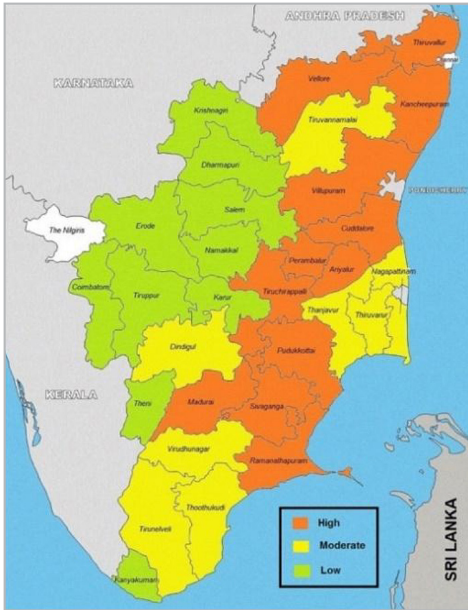 ANDHRA PRADESH
Thiruvallur
Chennai
Vellore
KARNATAKA
Kancheepuram
Krishnagiri
Tiruvannamalai
Dharmapuri
Villupuram
PONDICHERRY
Salem
The Nilgiris
Erode
Cuddalore
Namakkal
Perambalur
Ariyalur
Nagapattinam
Coimbatore
Tiruppur
Karur
Tiruchirappalli
Thanjavur
Thiruvarur
Dindigul
Pudukkottai
KERALA
Theni
Madurai
Sivaganga
Virudhunagar
Ramanathapuram
Thoothukudi
Tirunelveli
High
Moderate
Low
Kanyakumari
SRI LANKA